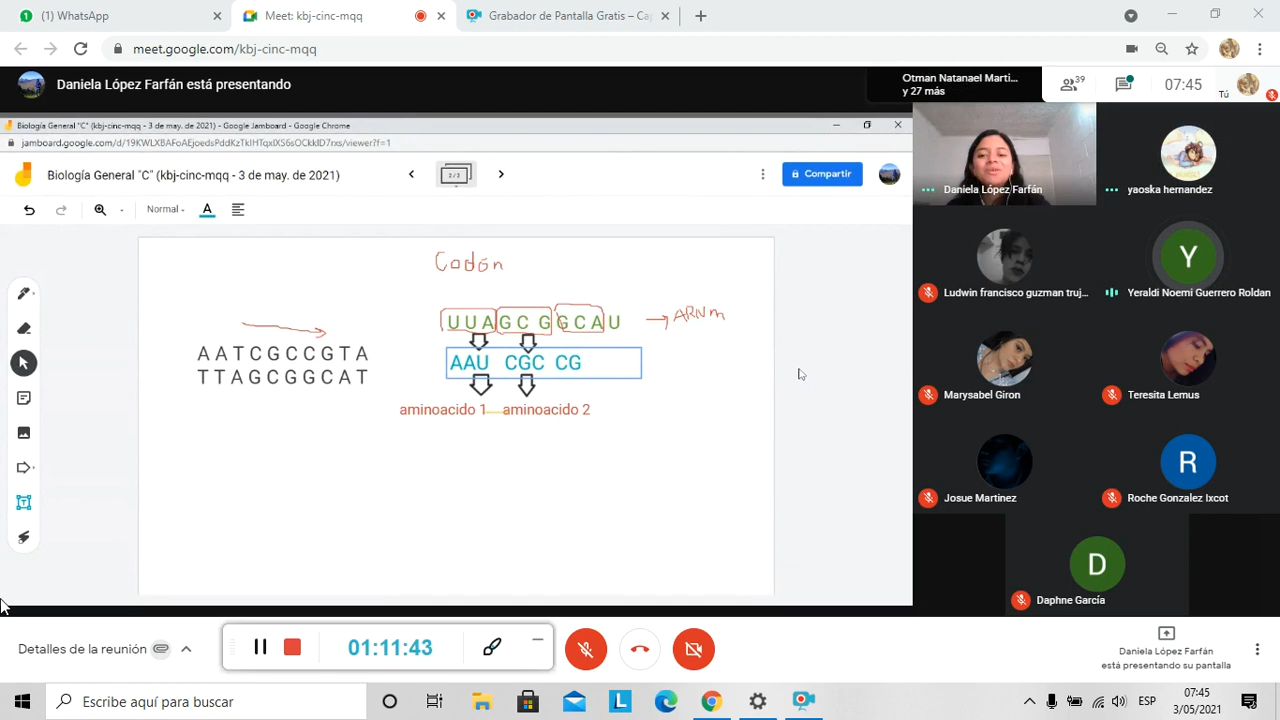 (1) WhatsApp
Meet: kbj-cinc-mqq
Grabador de Pantalla Gratis – Ca
meet.google.com/kbj-cinc-mqq
Daniela López Farfán está presentando
Otman Natanael Marti...
y 27 más
39
07:45
Tú
Biología General "C" (kbj-cinc-mqq - 3 de may. de 2021) - Google Jamboard - Google Chrome
Biología General "C" (kbj-cinc-mqq - 3 de may. de 2021)
2/3
Compartir
Normal
Codón
U U A G C G G C A U → ARNm
A A T C G C C G T A
T T A G C G G C A T
AAU CGC CG
aminoacido 1 aminoacido 2
Daniela López Farfán
yaoska hernandez
Ludwin francisco guzman truj...
Yeraldi Noemi Guerrero Roldan
Marysabel Giron
Teresita Lemus
R
Josue Martinez
Roche Gonzalez Ixcot
D
Daphne García
Y
Detalles de la reunión
01:11:43
Daniela López Farfán
está presentando su pantalla
Escribe aquí para buscar
L
ESP
07:45
3/05/2021